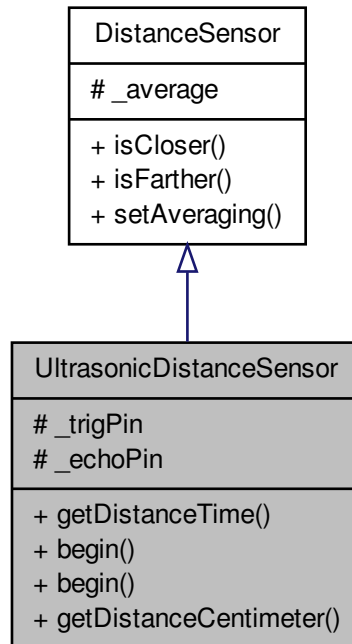 DistanceSensor
# _average
+ isCloser()
+ isFarther()
+ setAveraging()
UltrasonicDistanceSensor
# _trigPin
# _echoPin
+ getDistanceTime()
+ begin()
+ begin()
+ getDistanceCentimeter()